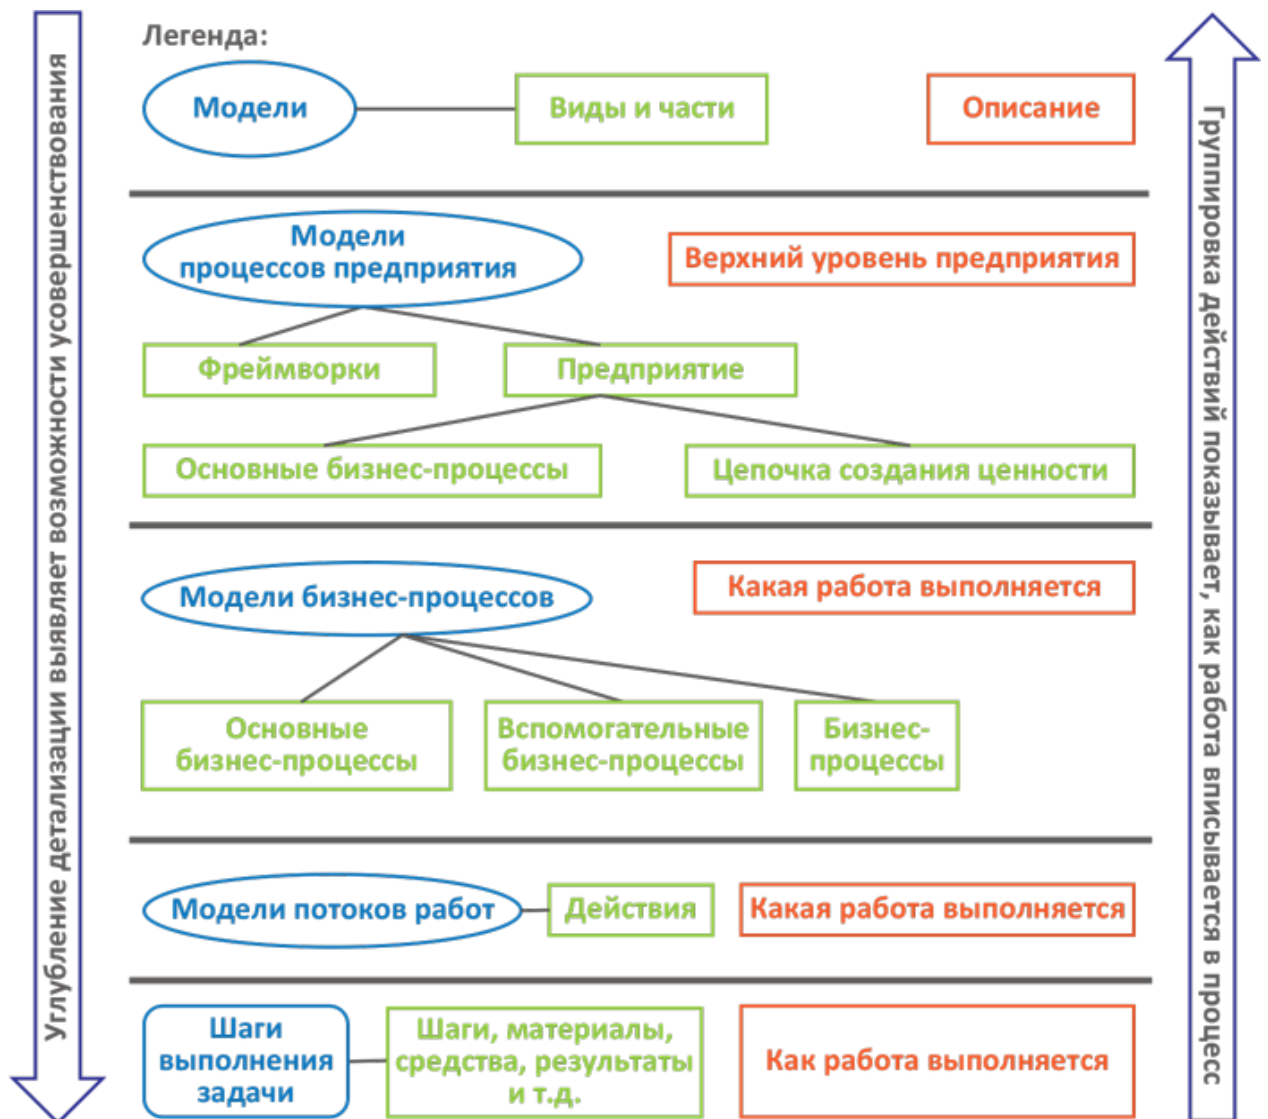 Углубление детализации выявляет возможности усовершенствования
Легенда:
Модели
Виды и части
Описание
Модели
процессов предприятия
Верхний уровень предприятия
Фреймворки
Предприятие
Основные бизнес-процессы
Цепочка создания ценности
Модели бизнес-процессов
Какая работа выполняется
Основные
бизнес-процессы
Вспомогательные
бизнес-процессы
Бизнес-
процессы
Модели потоков работ
Действия
Какая работа выполняется
Шаги
выполнения
задачи
Шаги, материалы,
средства, результаты
и т.д.
Как работа выполняется
Группировка действий показывает, как работа вписывается в процесс